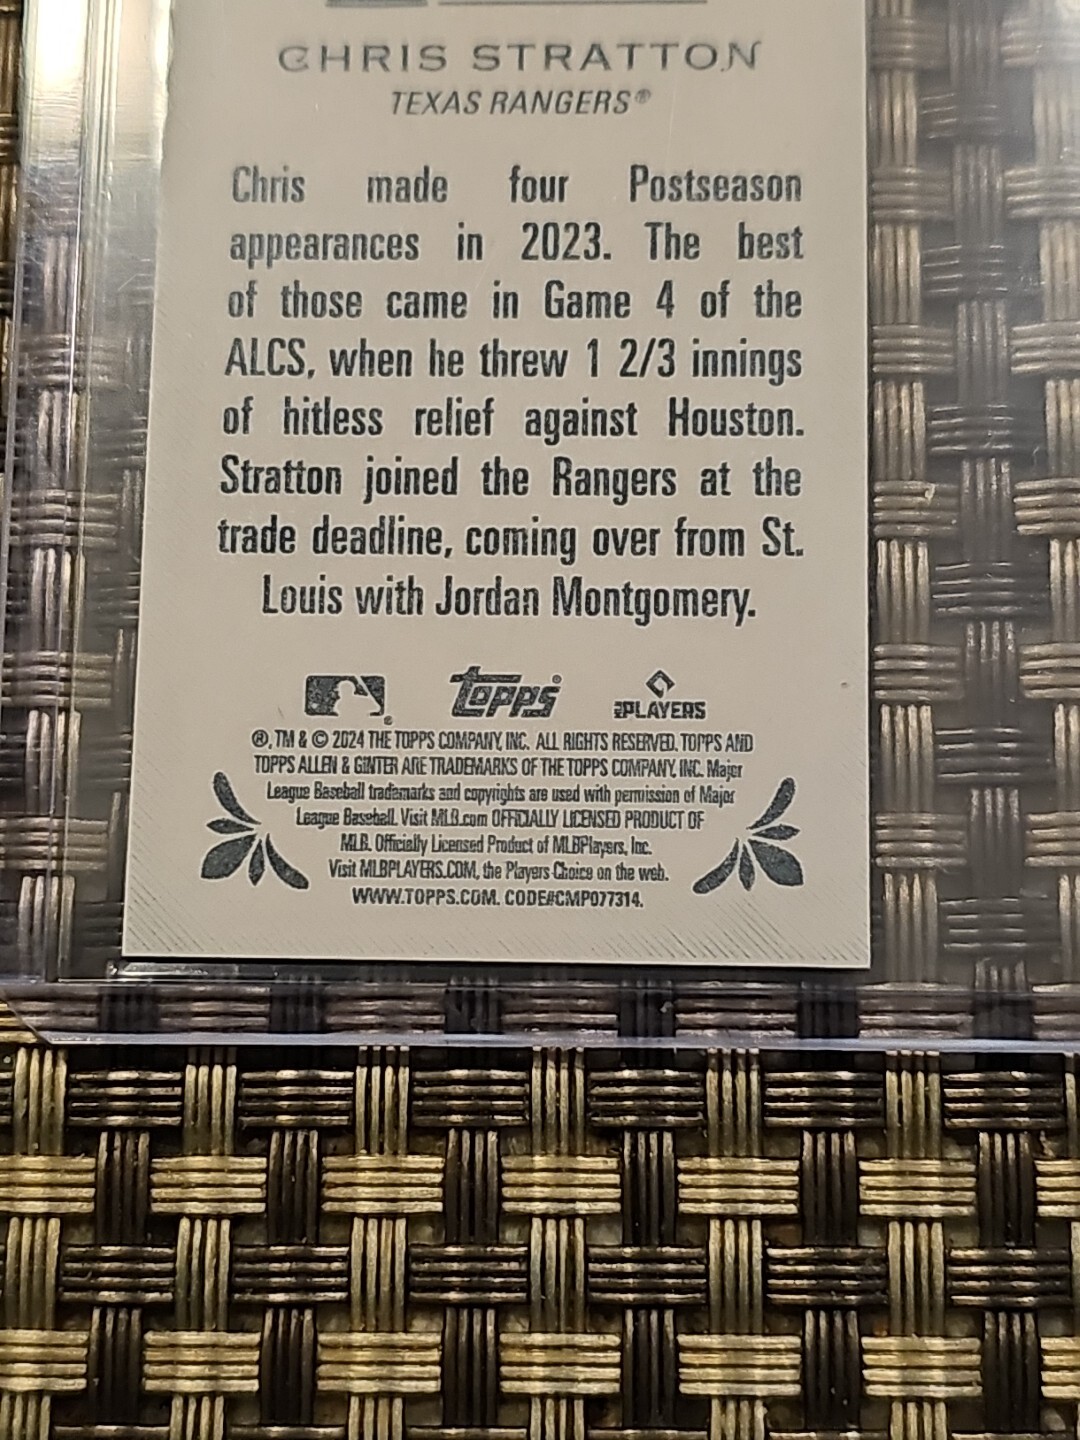 CHRIS STRATTON
TEXAS RANGERS®
Chris made four Postseason
appearances in 2023. The best
of those came in Game 4 of the
ALCS, when he threw 1 2/3 innings
of hitless relief against Houston.
Stratton joined the Rangers at the
trade deadline, coming over from St.
Louis with Jordan Montgomery.
® topps® MLB PLAYERS
®, TM & © 2024 THE TOPPS COMPANY, INC. ALL RIGHTS RESERVED. TOPPS AND
TOPPS ALLEN & GINTER ARE TRADEMARKS OF THE TOPPS COMPANY, INC. Major
League Baseball trademarks and copyrights are used with permission of Major
League Baseball. Visit MLB.com OFFICIALLY LICENSED PRODUCT OF
MLB. Officially Licensed Product of MLBPlayers, Inc.
Visit MLBPLAYERS.COM, the Players Choice on the web.
WWW.TOPPS.COM. CODE#CMP077314.